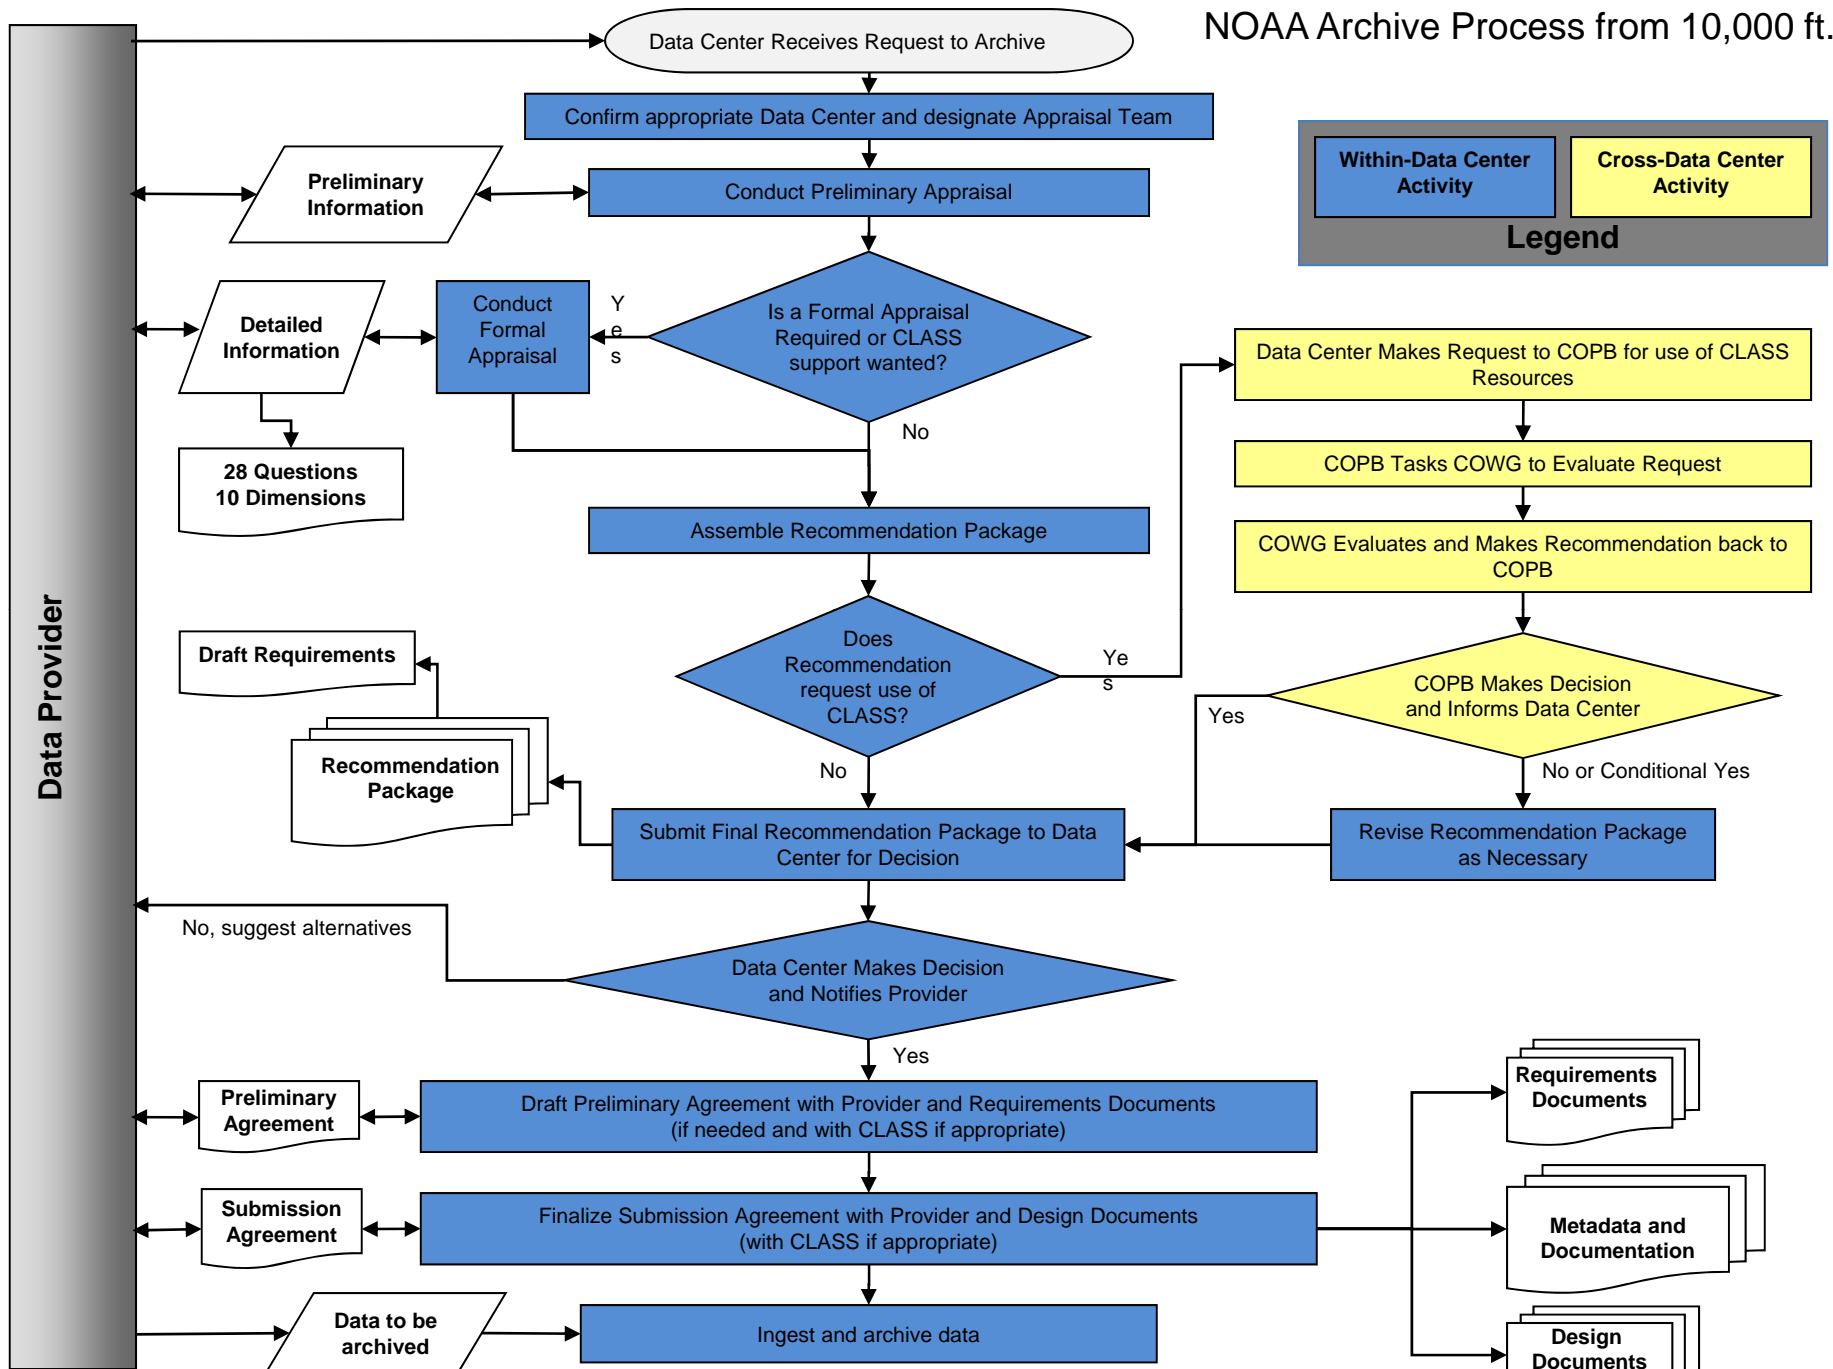 NOAA Archive Process from 10,000 ft.
Data Center Receives Request to Archive
Confirm appropriate Data Center and designate Appraisal Team
Within-Data Center
Activity
Cross-Data Center
Activity
Legend
Preliminary
Information
Conduct Preliminary Appraisal
Detailed
Information
Conduct
Formal
Appraisal
Y
e
s
Is a Formal Appraisal
Required or CLASS
support wanted?
No
28 Questions
10 Dimensions
Data Center Makes Request to COPB for use of CLASS
Resources
COPB Tasks COWG to Evaluate Request
COWG Evaluates and Makes Recommendation back to
COPB
Assemble Recommendation Package
Data Provider
Draft Requirements
Does
Recommendation
request use of
CLASS?
Ye
s
COPB Makes Decision
and Informs Data Center
Yes
No or Conditional Yes
No
Recommendation
Package
Submit Final Recommendation Package to Data
Center for Decision
Revise Recommendation Package
as Necessary
No, suggest alternatives
Data Center Makes Decision
and Notifies Provider
Yes
Preliminary
Agreement
Draft Preliminary Agreement with Provider and Requirements Documents
(if needed and with CLASS if appropriate)
Requirements
Documents
Submission
Agreement
Finalize Submission Agreement with Provider and Design Documents
(with CLASS if appropriate)
Metadata and
Documentation
Data to be
archived
Ingest and archive data
Design
Documents